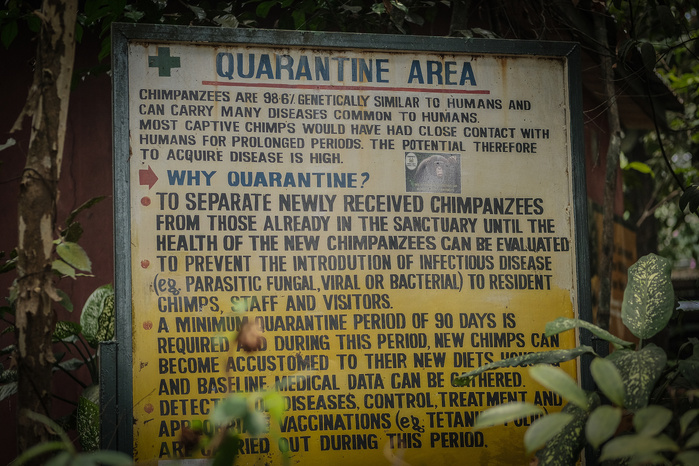 QUARANTINE AREA
CHIMPANZEES ARE 98·6/ GENETICALLY SIMILAR TO HUMANS AND
CAN CARRY MANY DISEASES COMMON TO HUMANS.
MOST CAPTIVE CHIMPS WOULD HAVE HAD CLOSE CONTACT WITH
HUMANS FOR PROLONGED PERIODS. THE POTENTIAL THEREFORE
TO ACQUIRE DISEASE IS HIGH.
WHY QUARANTINE?
• TO SEPARATE NEWLY RECEIVED CHIMPANZEES
FROM THOSE ALREADY IN THE SANCTUARY UNTIL THE
HEALTH OF THE NEW CHIMPANZEES CAN BE EVALUATED
• TO PREVENT THE INTRODUTION OF INFECTIOUS DISEASE
(eg, PARASITIC FUNGAL, VIRAL OR BACTERIAL) TO RESIDENT
CHIMPS, STAFF AND VISITORS.
• A MINIMUM QUARANTINE PERIOD OF 90 DAYS IS
REQUIRED DURING THIS PERIOD, NEW CHIMPS CAN
BECOME ACCUSTOMED TO THEIR NEW DIETS
AND BASELINE MEDICAL DATA CAN BE GATHERED.
• DISEASES, CONTROL, TREATMENT AND
VACCINATIONS (eg,
OUT DURING THIS PERIOD.